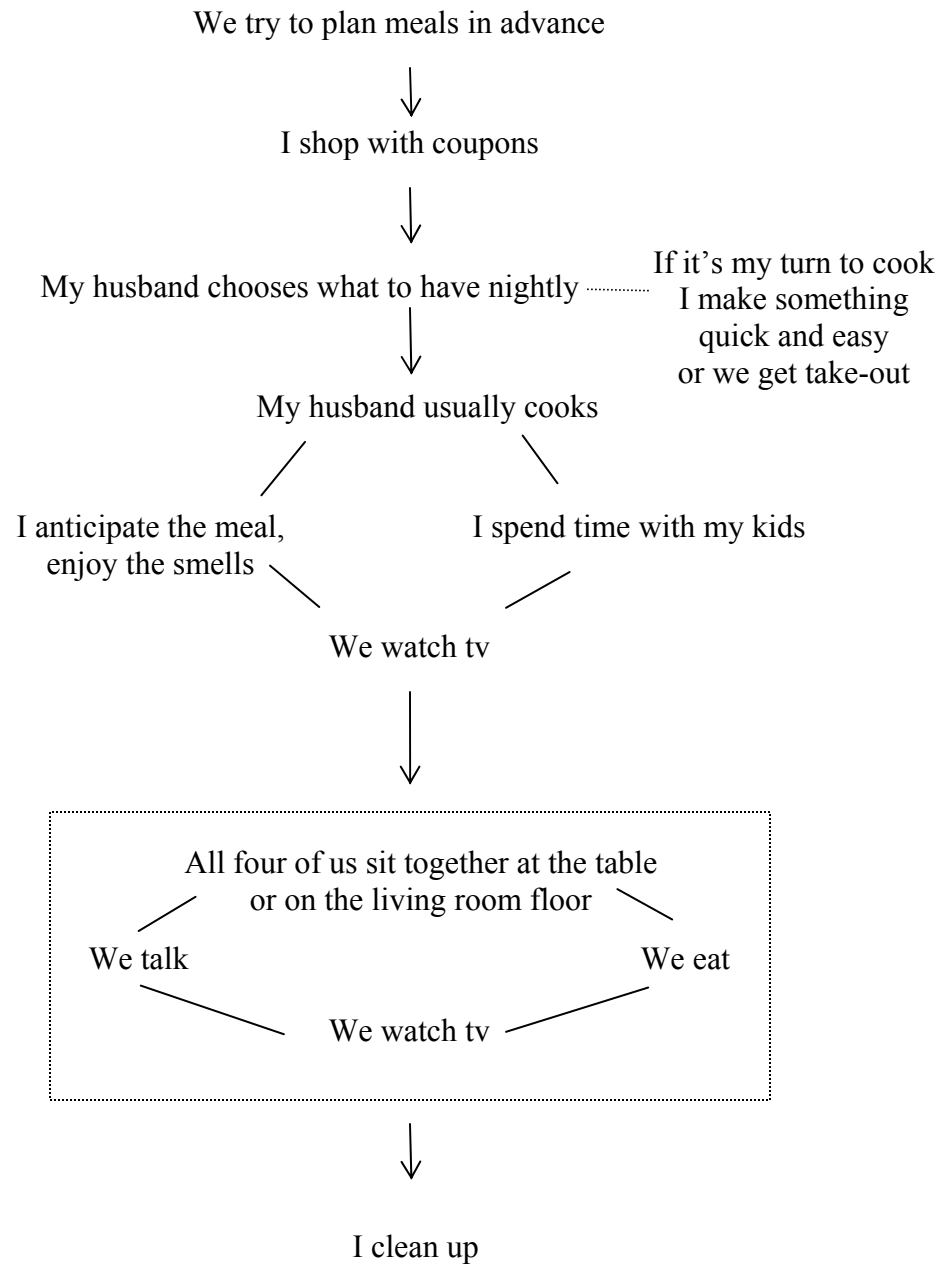 We try to plan meals in advance
I shop with coupons
My husband chooses what to have nightly
If it's my turn to cook
I make something
quick and easy
or we get take-out
My husband usually cooks
I anticipate the meal,
enjoy the smells
I spend time with my kids
We watch tv
All four of us sit together at the table
or on the living room floor
We talk
We eat
We watch tv
I clean up